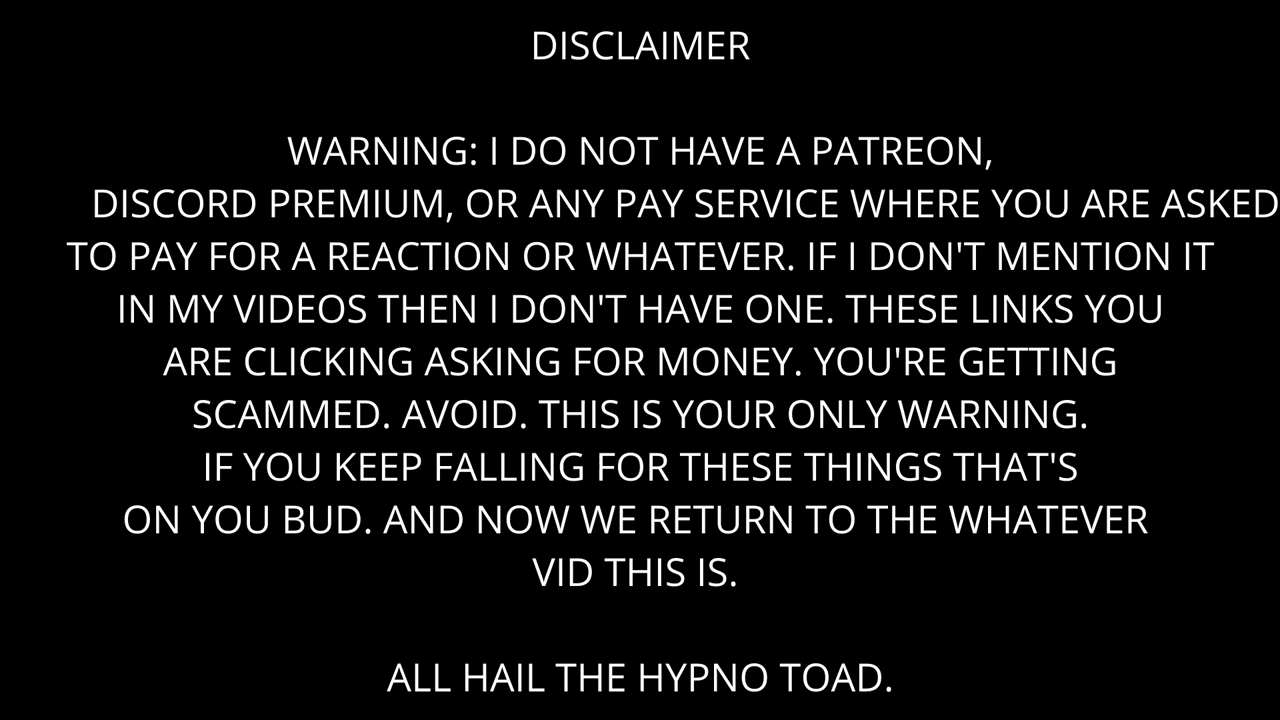 DISCLAIMER
WARNING: I DO NOT HAVE A PATREON,
DISCORD PREMIUM, OR ANY PAY SERVICE WHERE YOU ARE ASKED
TO PAY FOR A REACTION OR WHATEVER. IF I DON'T MENTION IT
IN MY VIDEOS THEN I DON'T HAVE ONE. THESE LINKS YOU
ARE CLICKING ASKING FOR MONEY. YOU'RE GETTING
SCAMMED. AVOID. THIS IS YOUR ONLY WARNING.
IF YOU KEEP FALLING FOR THESE THINGS THAT'S
ON YOU BUD. AND NOW WE RETURN TO THE WHATEVER
VID THIS IS.
ALL HAIL THE HYPNO TOAD.